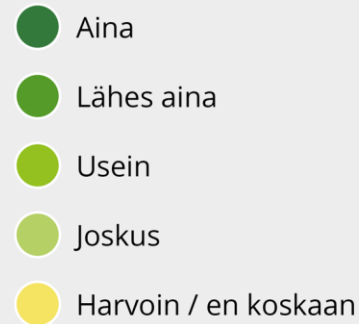 Aina
Lähes aina
Usein
Joskus
Harvoin / en koskaan